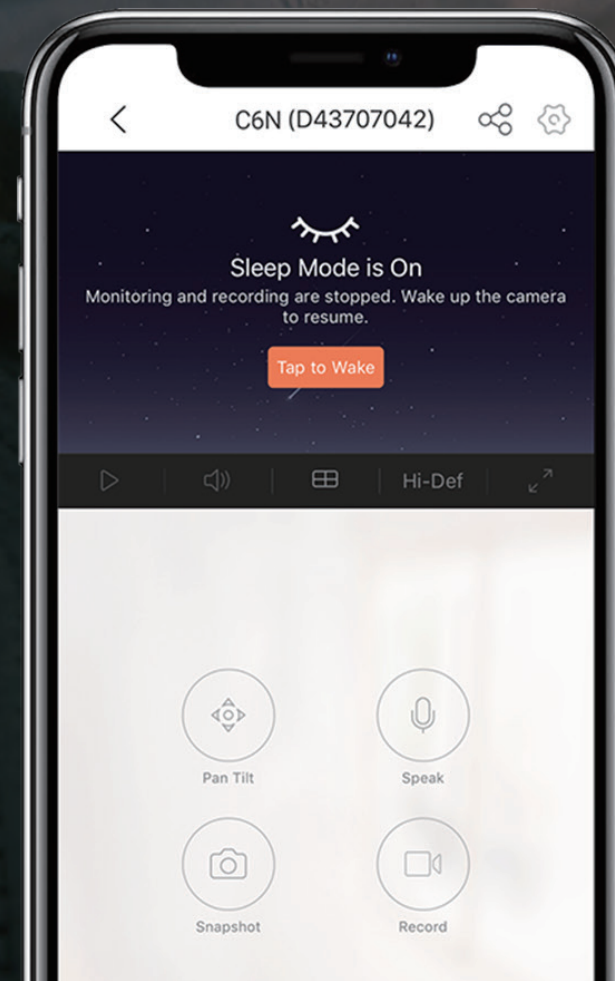 C6N (D43707042)
Sleep Mode is On
Monitoring and recording are stopped. Wake up the camera
to resume.
Tap to Wake
Hi-Def
Pan Tilt
Speak
Snapshot
Record